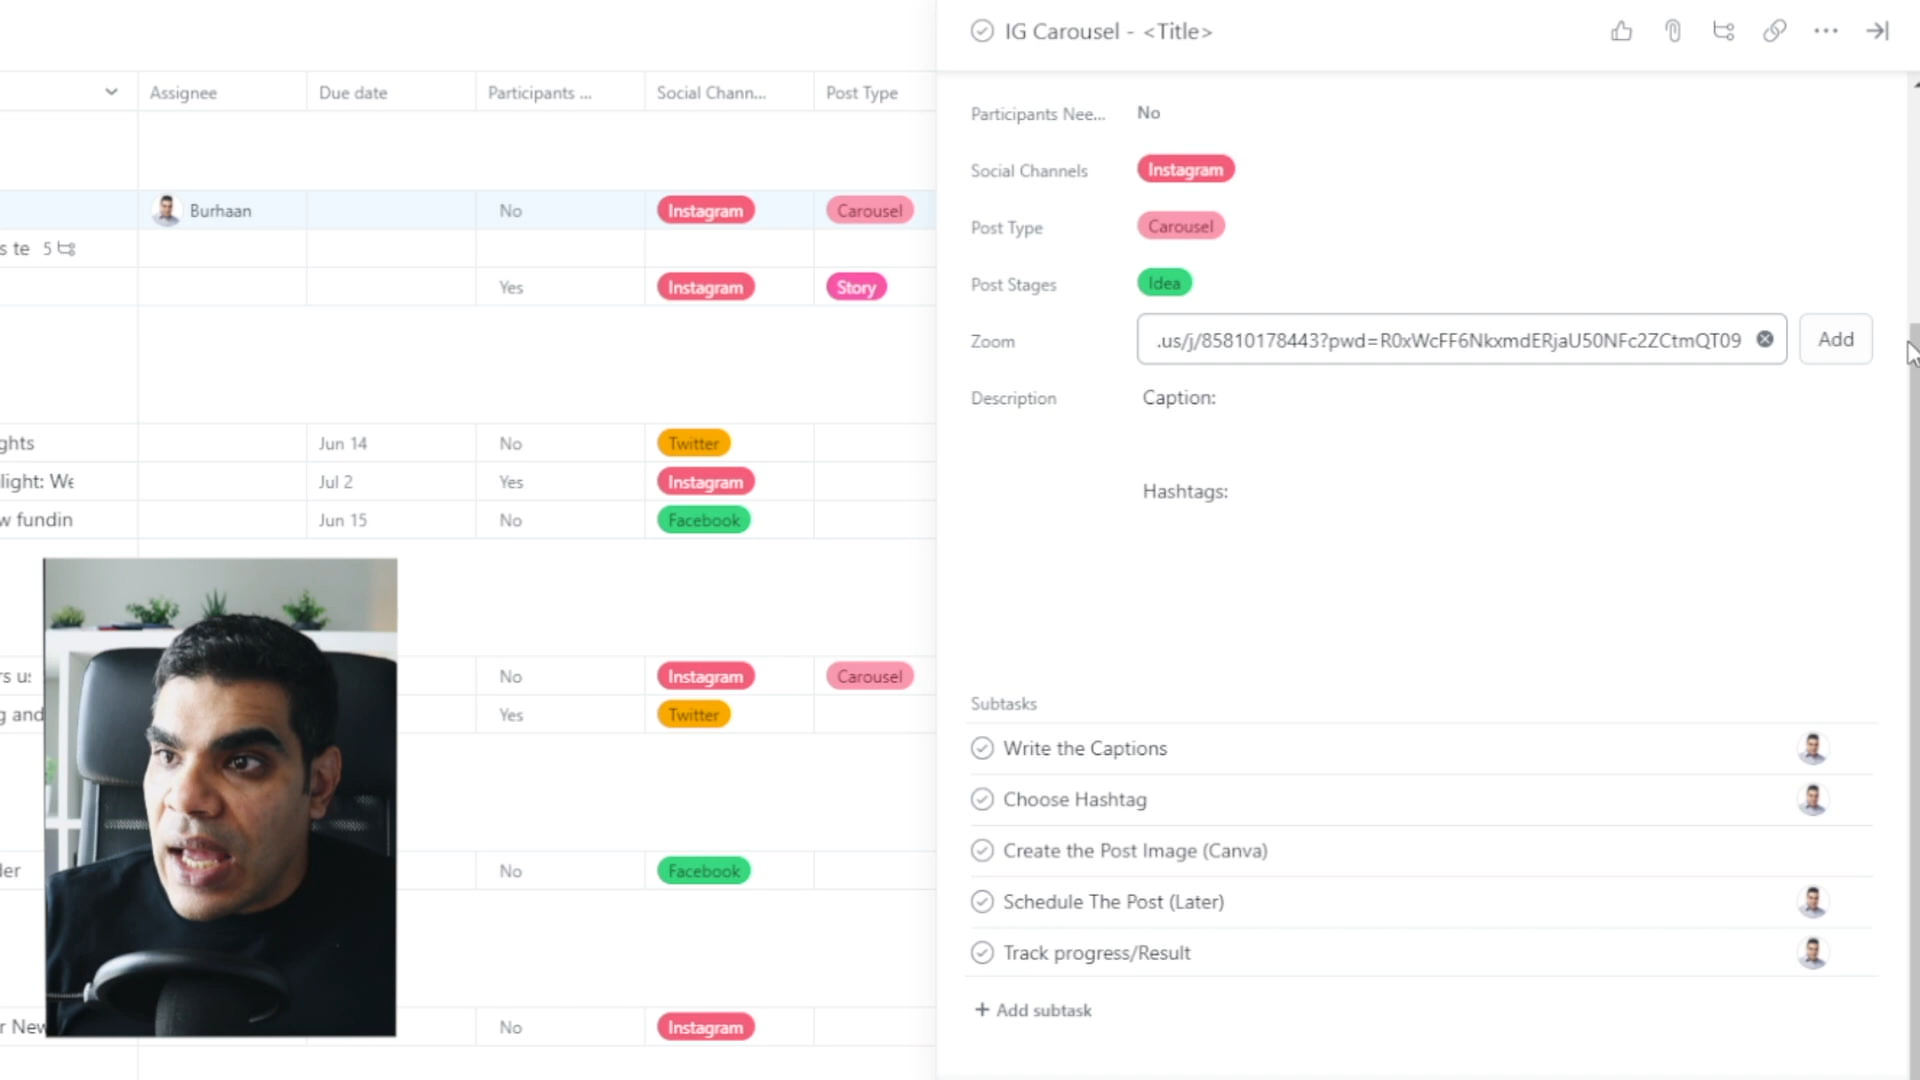 IG Carousel - <Title>
Assignee Due date Participants ... Social Chann... Post Type
Burhaan No Instagram Carousel
s te 5
Yes Instagram Story
ghts Jun 14 No Twitter
light: We Jul 2 Yes Instagram
w fundin Jun 15 No Facebook
rs us No Instagram Carousel
g and Yes Twitter
der No Facebook
r New No Instagram
Participants Nee... No
Social Channels Instagram
Post Type Carousel
Post Stages Idea
Zoom .us/j/85810178443?pwd=R0xWcFF6NkxmdERjaU50NFc2ZCtmQT09 Add
Description Caption:
Hashtags:
Subtasks
Write the Captions
Choose Hashtag
Create the Post Image (Canva)
Schedule The Post (Later)
Track progress/Result
+ Add subtask